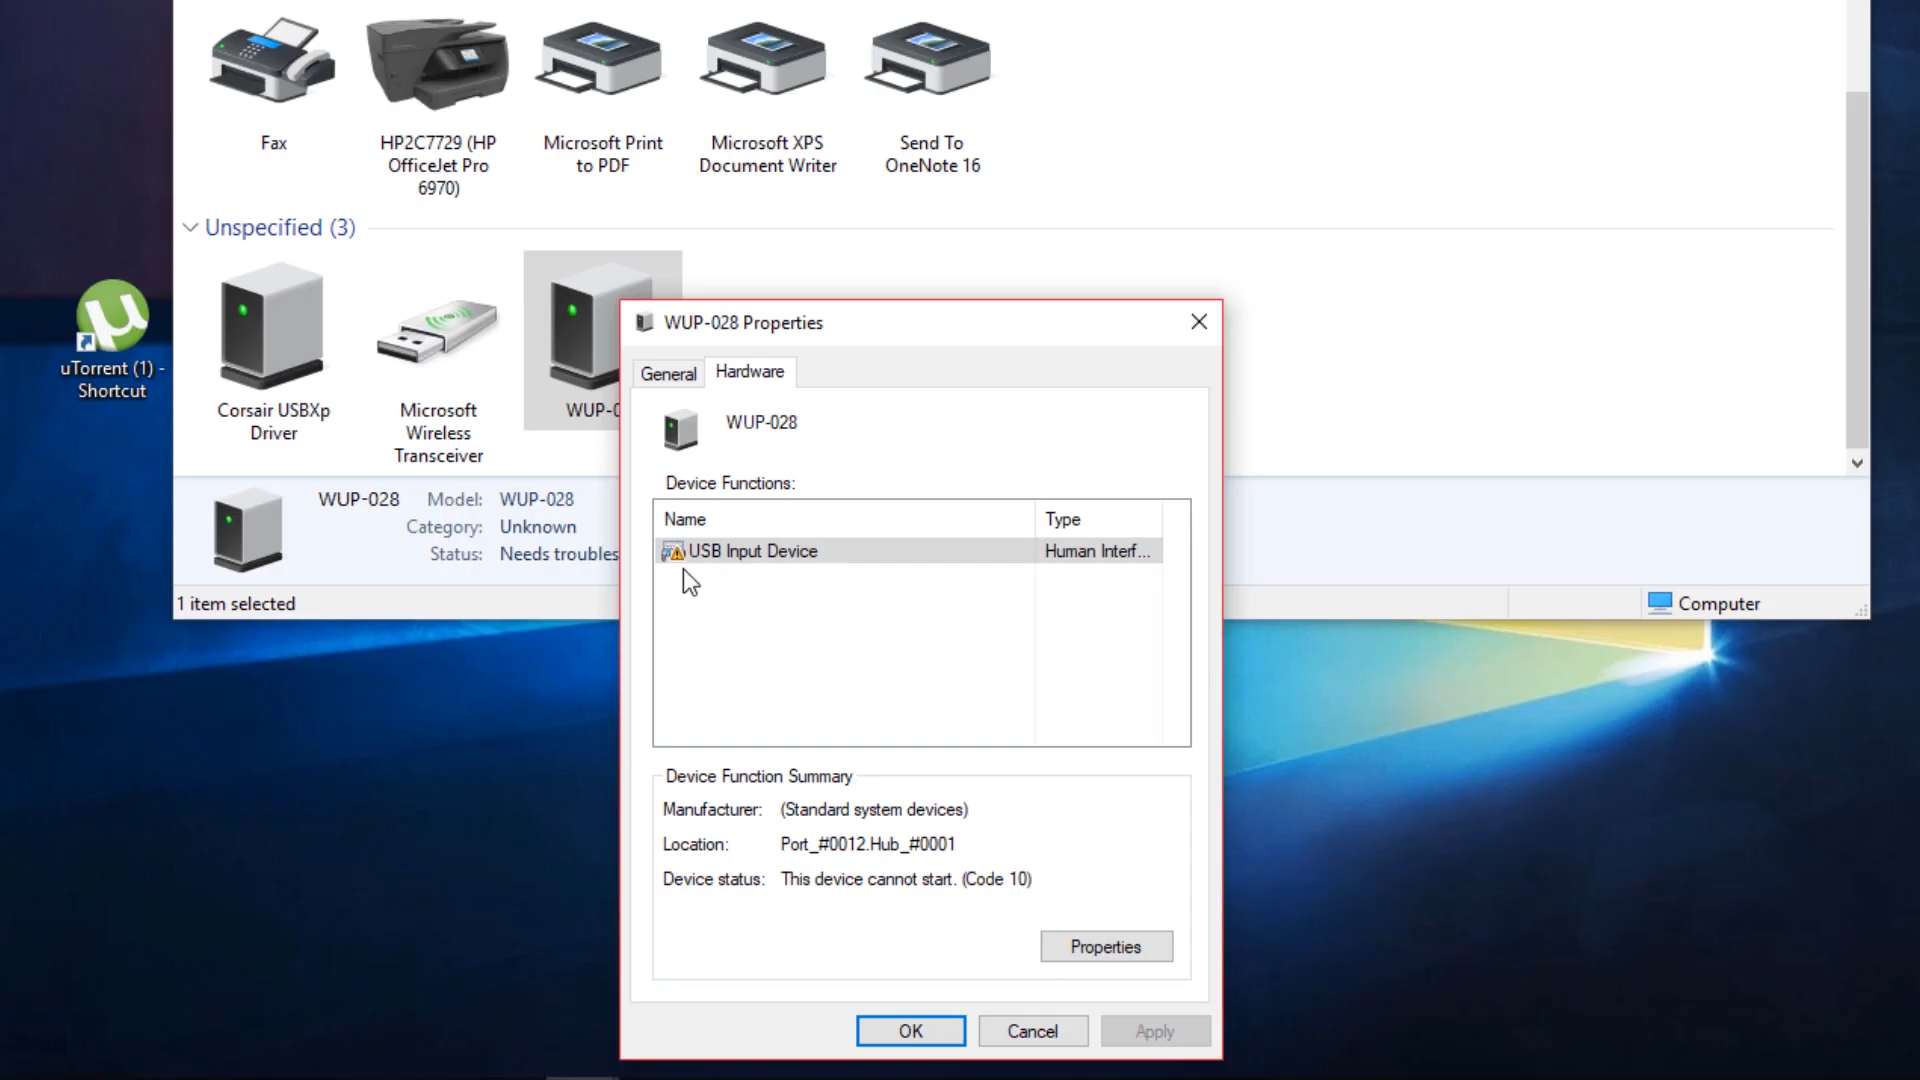 Fax
HP2C7729 (HP
OfficeJet Pro
6970)
Microsoft Print
to PDF
Microsoft XPS
Document Writer
Send To
OneNote 16
Unspecified (3)
µ
uTorrent (1) -
Shortcut
Corsair USBXp
Driver
Microsoft
Wireless
Transceiver
WUP-0
WUP-028 Model: WUP-028
Category: Unknown
Status: Needs troubles
1 item selected
Computer
WUP-028 Properties
General Hardware
WUP-028
Device Functions:
Name Type
USB Input Device Human Interf...
Device Function Summary
Manufacturer: (Standard system devices)
Location: Port_#0012.Hub_#0001
Device status: This device cannot start. (Code 10)
Properties
OK Cancel Apply